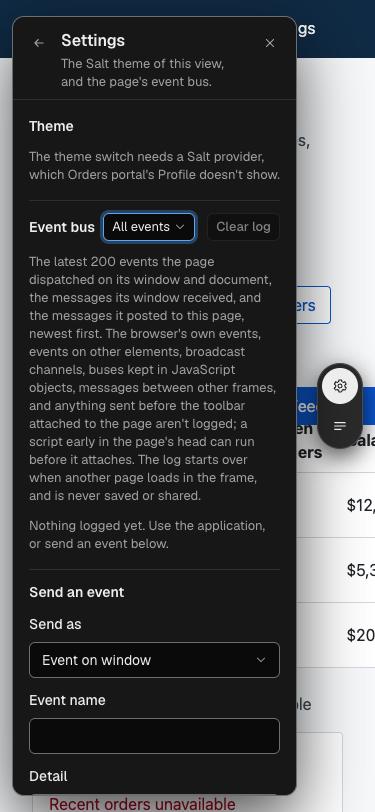 gs
Settings
The Salt theme of this view,
and the page's event bus.
Theme
s,
The theme switch needs a Salt provider,
which Orders portal's Profile doesn't show.
Event bus
All events
Clear log
The latest 200 events the page
dispatched on its window and document,
the messages its window received, and
the messages it posted to this page,
newest first. The browser's own events,
events on other elements, broadcast
channels, buses kept in JavaScript
objects, messages between other frames,
and anything sent before the toolbar
attached to the page aren't logged; a
script early in the page's head can run
before it attaches. The log starts over
when another page loads in the frame,
and is never saved or shared.
ers
Nothing logged yet. Use the application,
or send an event below.
$12,
$5,3
Send an event
Send as
Event on window
$20
Event name
ble
Detail
Recent orders unavailable